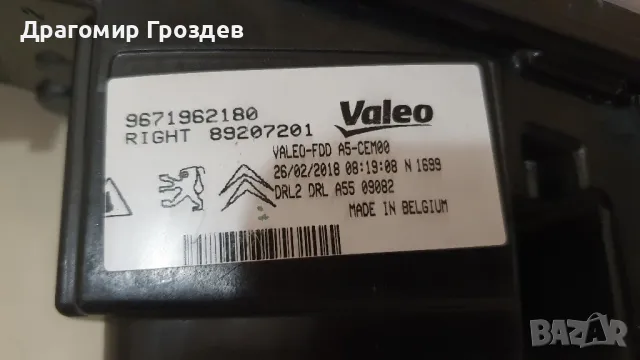 Драгомир Гроздев
9671962180
RIGHT 89207201
Valeo
VALEO-FDD A5-CEM00
26/02/2018 08:19:08 N 1699
DRL2 DRL A55 09082
MADE IN BELGIUM
BAZAR